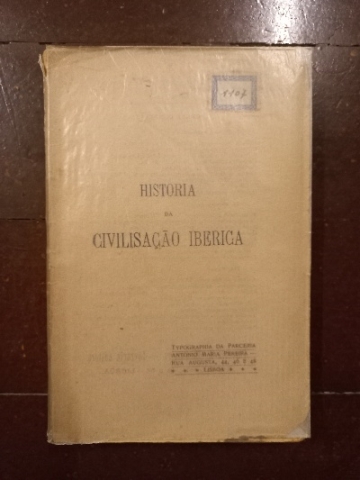 HISTORIA
DA
CIVILISAÇÃO IBERICA
TYPOGRAPHIA DA PARCERIA
ANTONIO MARIA PEREIRA
RUA AUGUSTA,
LISBOA